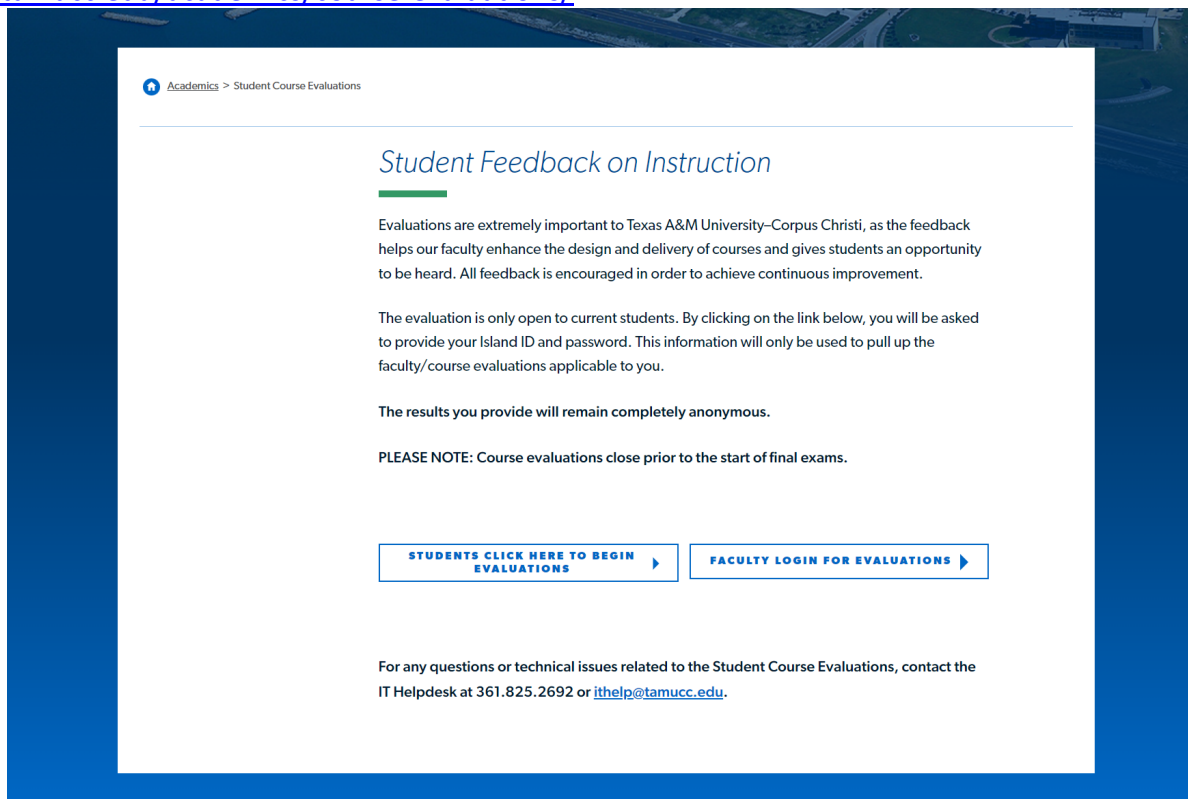 Academics > Student Course Evaluations
Student Feedback on Instruction
Evaluations are extremely important to Texas A&M University–Corpus Christi, as the feedback
helps our faculty enhance the design and delivery of courses and gives students an opportunity
to be heard. All feedback is encouraged in order to achieve continuous improvement.
The evaluation is only open to current students. By clicking on the link below, you will be asked
to provide your Island ID and password. This information will only be used to pull up the
faculty/course evaluations applicable to you.
The results you provide will remain completely anonymous.
PLEASE NOTE: Course evaluations close prior to the start of final exams.
STUDENTS CLICK HERE TO BEGIN
EVALUATIONS
FACULTY LOGIN FOR EVALUATIONS
For any questions or technical issues related to the Student Course Evaluations, contact the
IT Helpdesk at 361.825.2692 or ithelp@tamucc.edu.